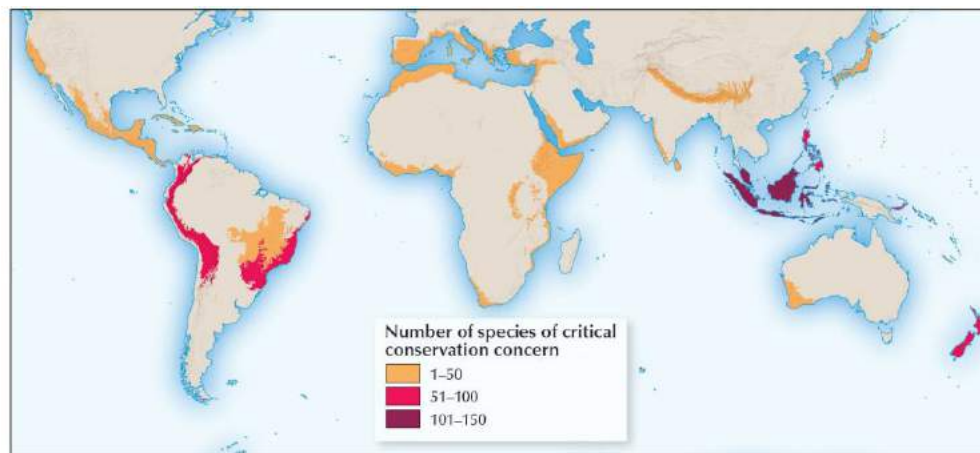 Number of species of critical
conservation concern
1–50
51–100
101–150